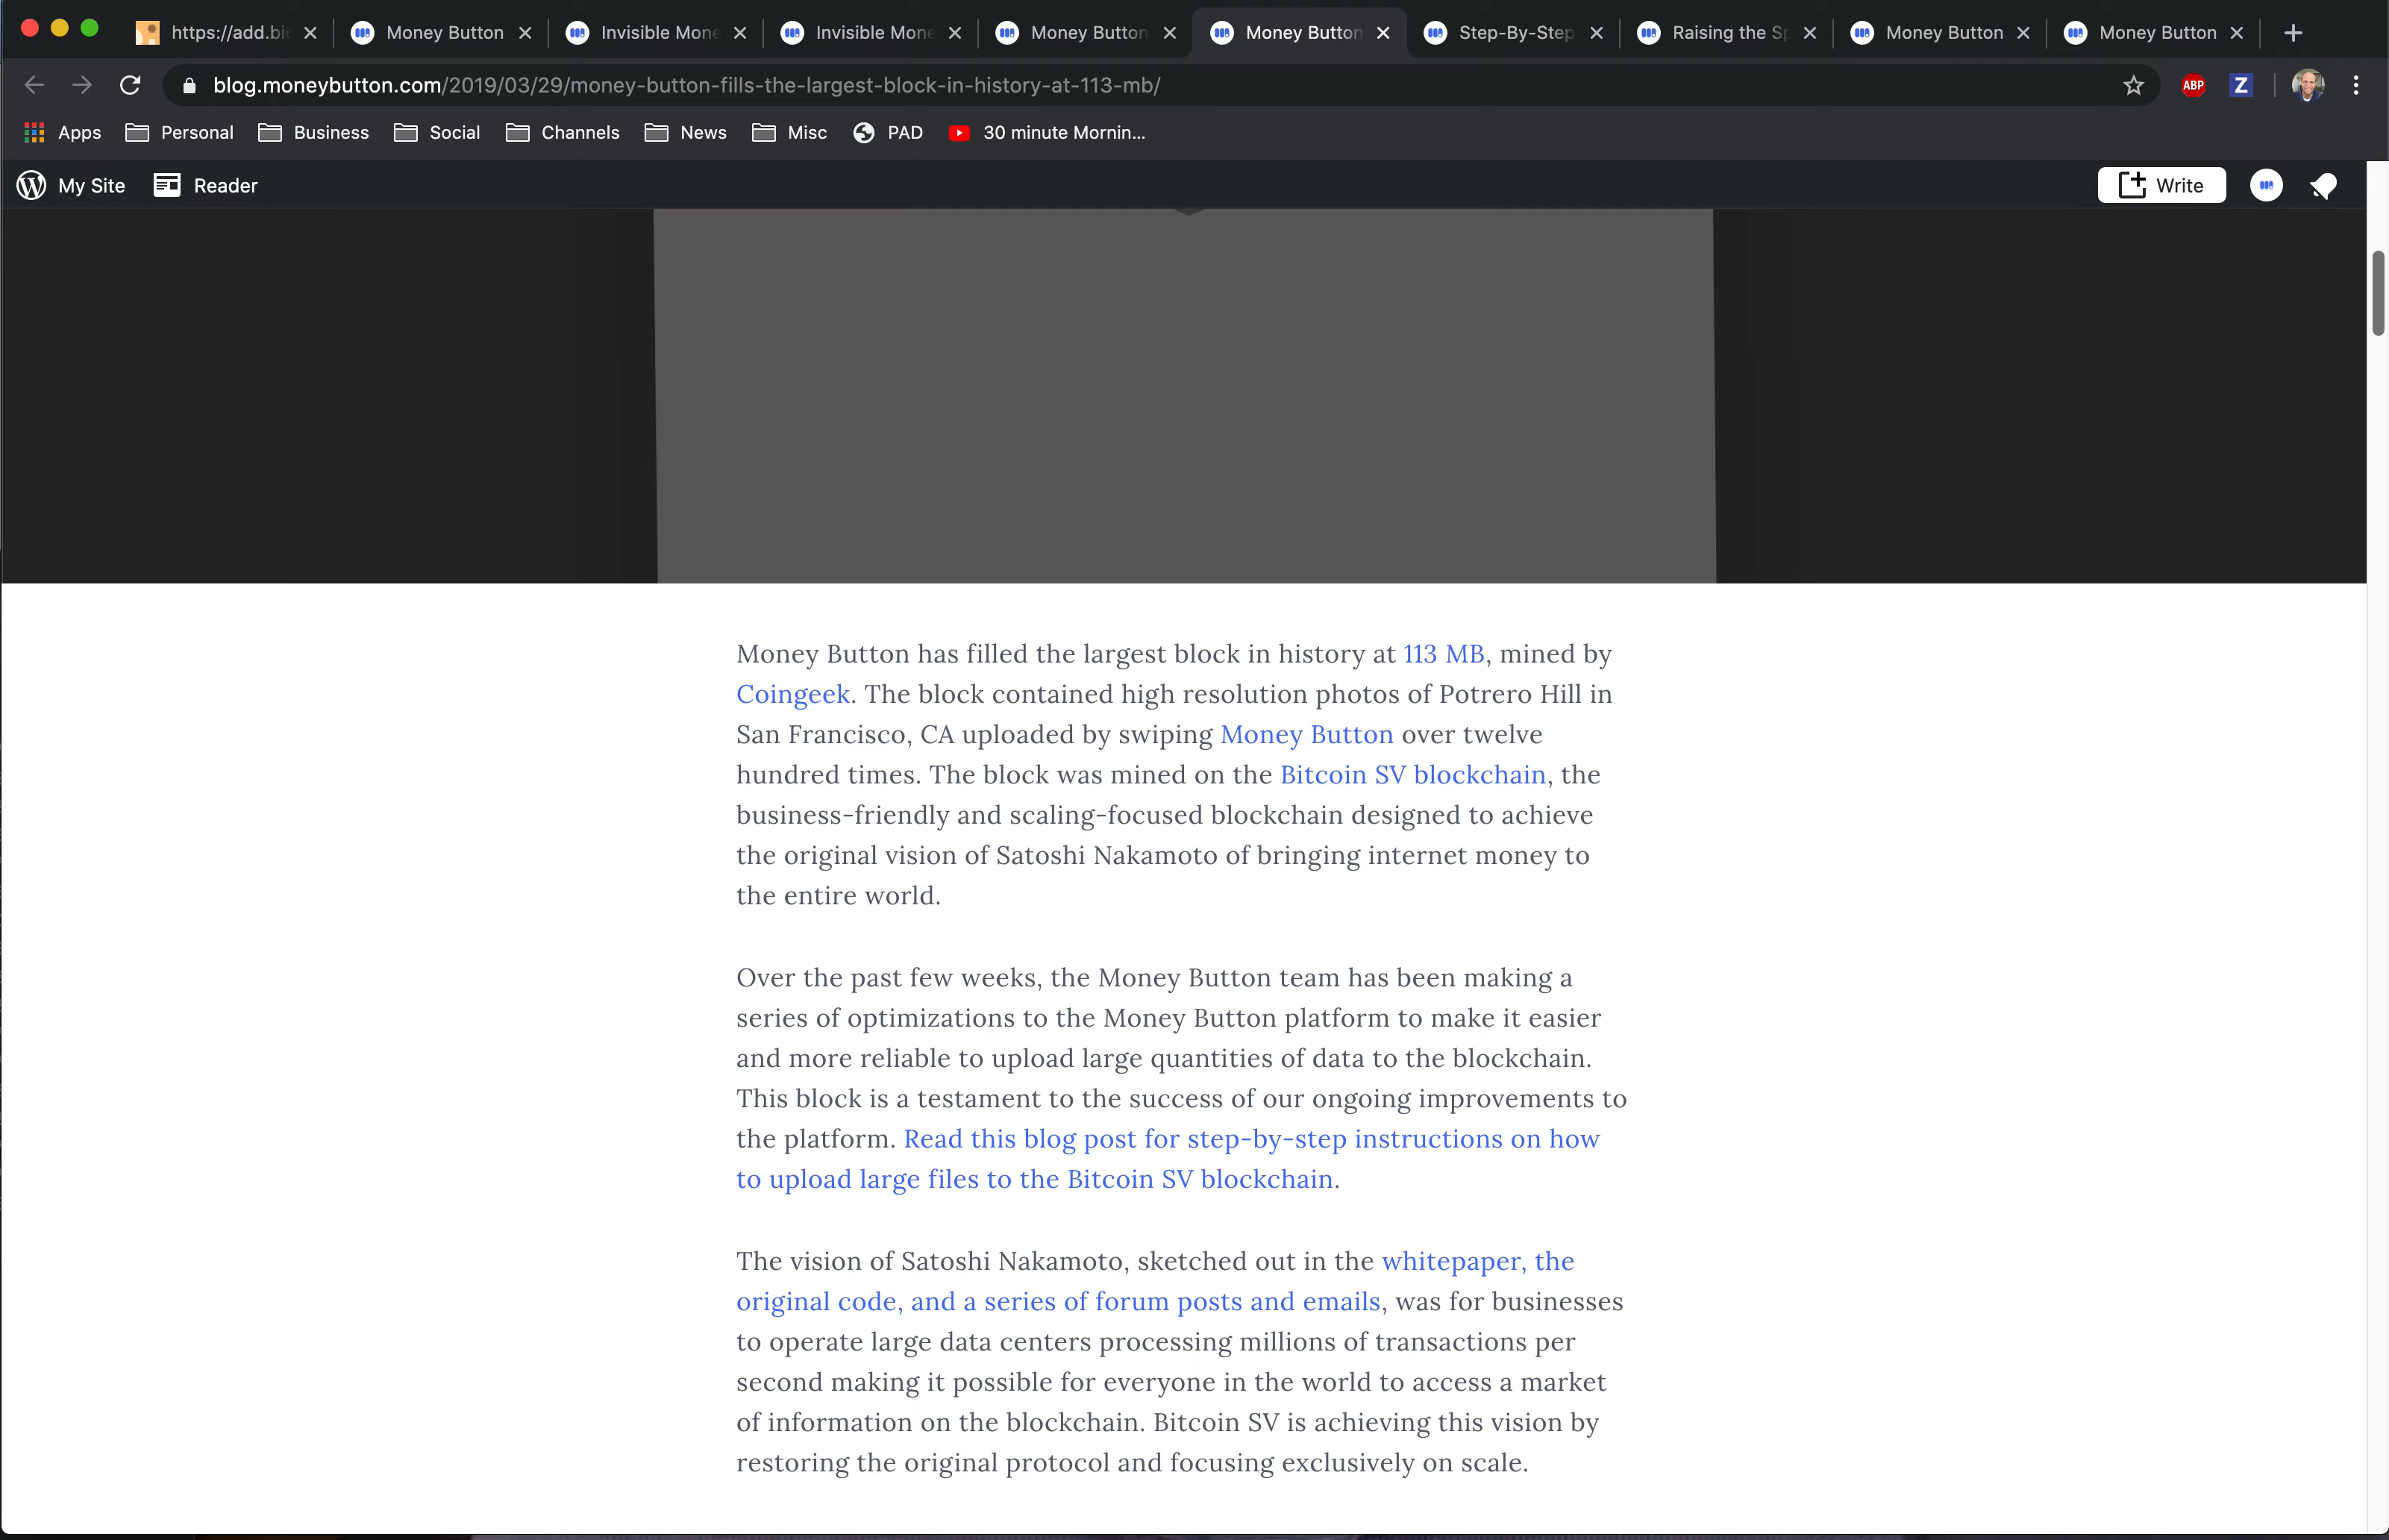 https://add.bi
Money Button
Invisible Mone
Invisible Mone
Money Button
Money Button
Step-By-Step
Raising the Sp
Money Button
Money Button
blog.moneybutton.com/2019/03/29/money-button-fills-the-largest-block-in-history-at-113-mb/
ABP
Z
Apps
Personal
Business
Social
Channels
News
Misc
PAD
30 minute Mornin...
My Site
Reader
Write
Money Button has filled the largest block in history at 113 MB, mined by
Coingeek. The block contained high resolution photos of Potrero Hill in
San Francisco, CA uploaded by swiping Money Button over twelve
hundred times. The block was mined on the Bitcoin SV blockchain, the
business-friendly and scaling-focused blockchain designed to achieve
the original vision of Satoshi Nakamoto of bringing internet money to
the entire world.
Over the past few weeks, the Money Button team has been making a
series of optimizations to the Money Button platform to make it easier
and more reliable to upload large quantities of data to the blockchain.
This block is a testament to the success of our ongoing improvements to
the platform. Read this blog post for step-by-step instructions on how
to upload large files to the Bitcoin SV blockchain.
The vision of Satoshi Nakamoto, sketched out in the whitepaper, the
original code, and a series of forum posts and emails, was for businesses
to operate large data centers processing millions of transactions per
second making it possible for everyone in the world to access a market
of information on the blockchain. Bitcoin SV is achieving this vision by
restoring the original protocol and focusing exclusively on scale.